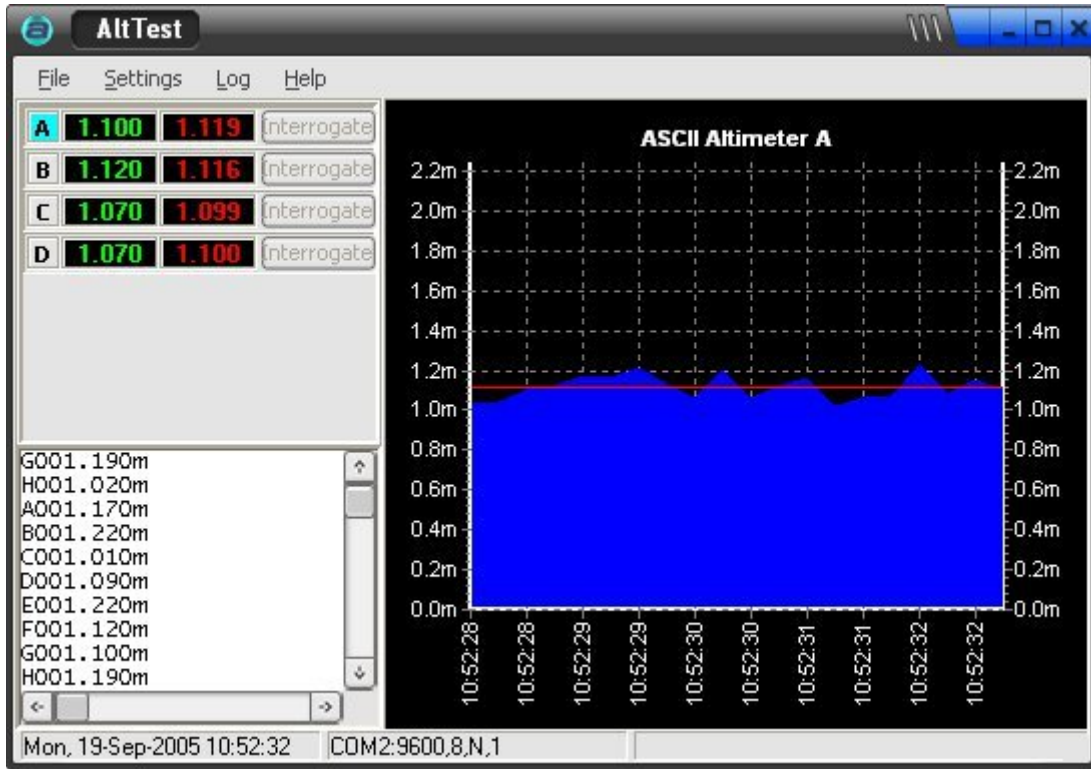 AltTest
File Settings Log Help
A 1.100 1.119 Interrogate
B 1.120 1.116 Interrogate
C 1.070 1.099 Interrogate
D 1.070 1.100 Interrogate
G001.190m
H001.020m
A001.170m
B001.220m
C001.010m
D001.090m
E001.220m
F001.120m
G001.100m
H001.190m
ASCII Altimeter A
2.2m 2.2m
2.0m 2.0m
1.8m 1.8m
1.6m 1.6m
1.4m 1.4m
1.2m 1.2m
1.0m 1.0m
0.8m 0.8m
0.6m 0.6m
0.4m 0.4m
0.2m 0.2m
0.0m 0.0m
10:52:28 10:52:28 10:52:29 10:52:29 10:52:30 10:52:30 10:52:31 10:52:31 10:52:32 10:52:32
Mon, 19-Sep-2005 10:52:32 COM2:9600,8,N,1